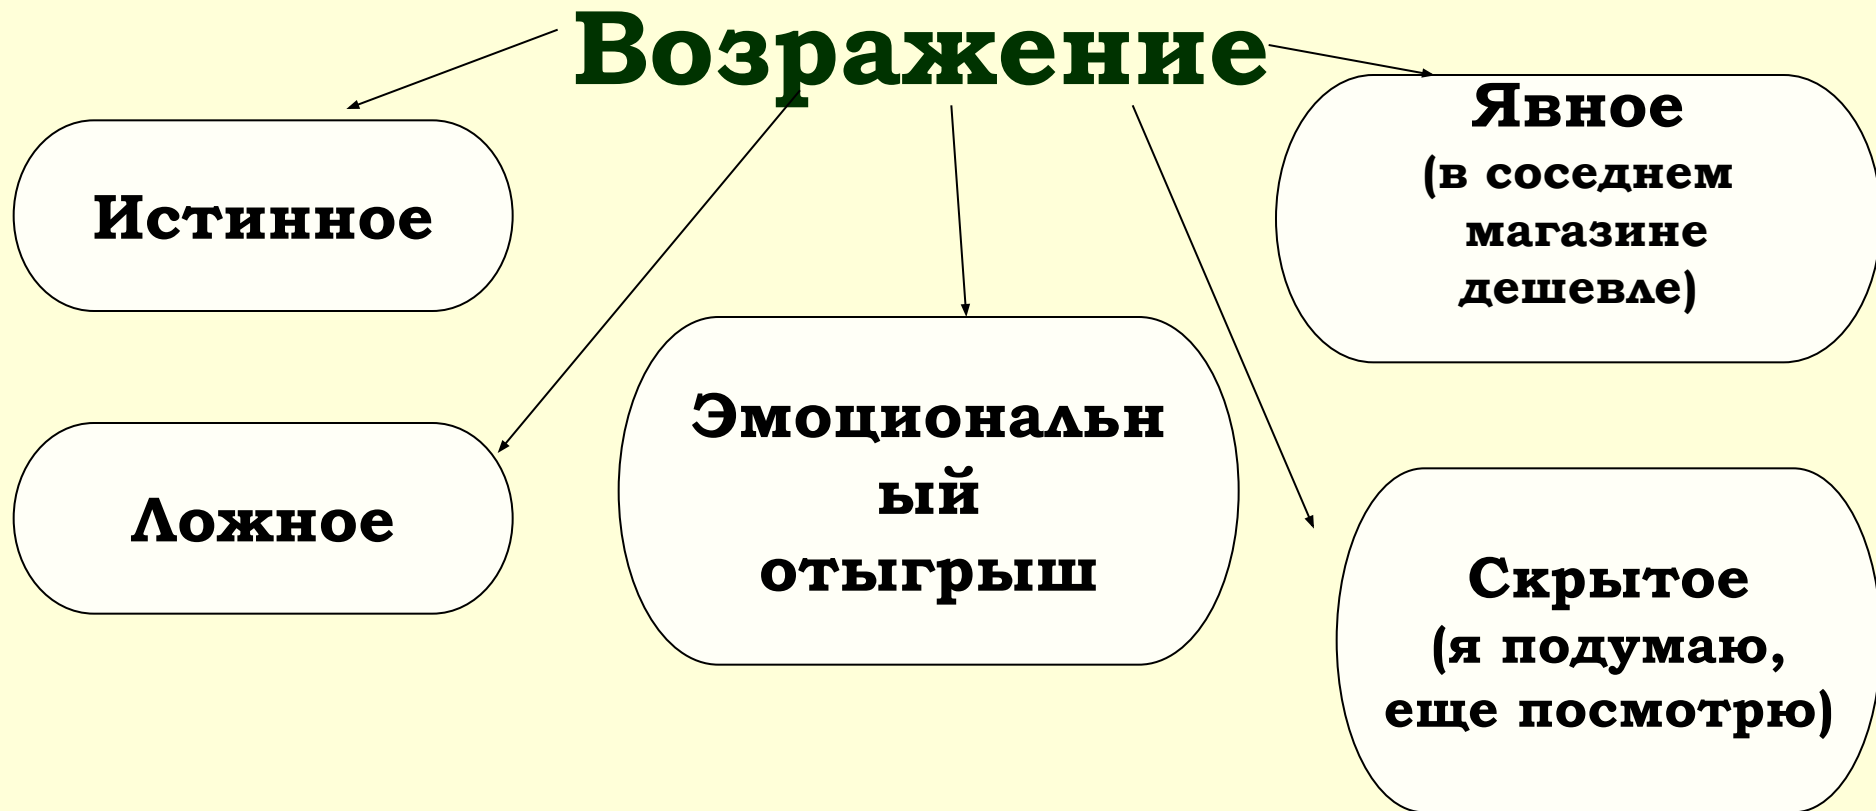 Возражение
Истинное
Ложное
Эмоциональн
ый
отыгрыш
Явное
(в соседнем
магазине
дешевле)
Скрытое
(я подумаю,
еще посмотрю)